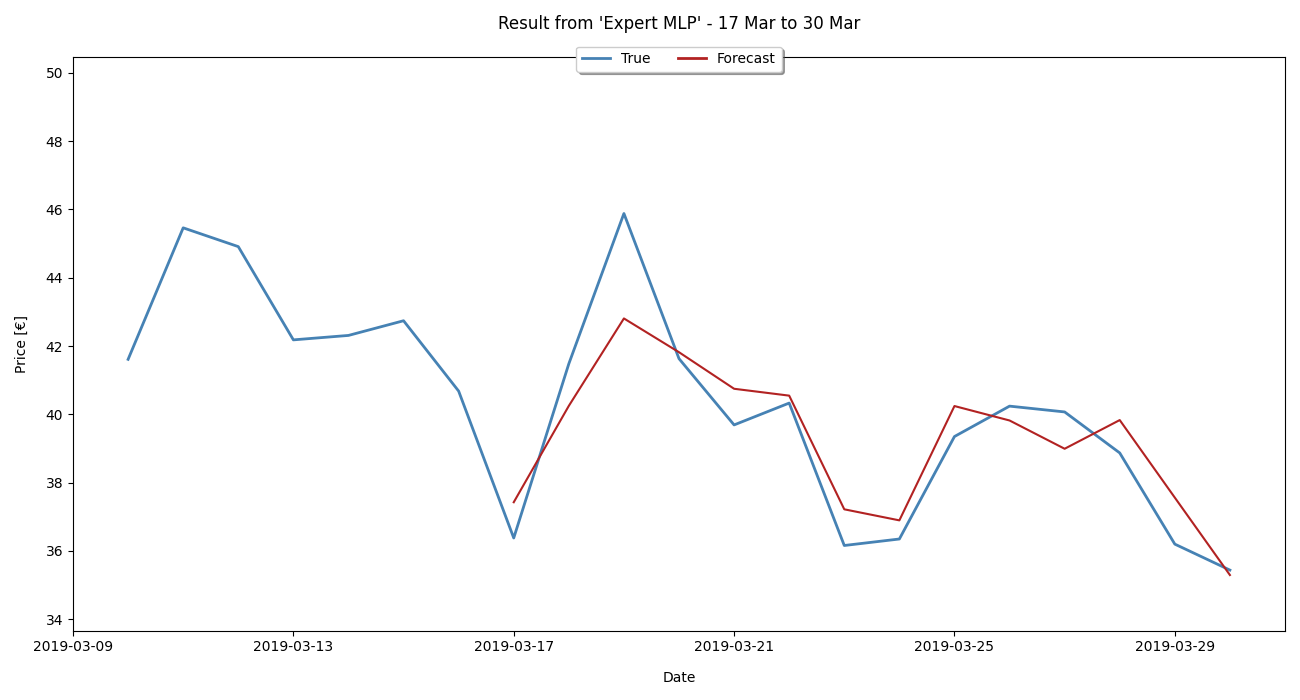 Result from 'Expert MLP' - 17 Mar to 30 Mar
True Forecast
50
48
46
44
42
40
38
36
34
Price [€]
2019-03-09 2019-03-13 2019-03-17 2019-03-21 2019-03-25 2019-03-29
Date